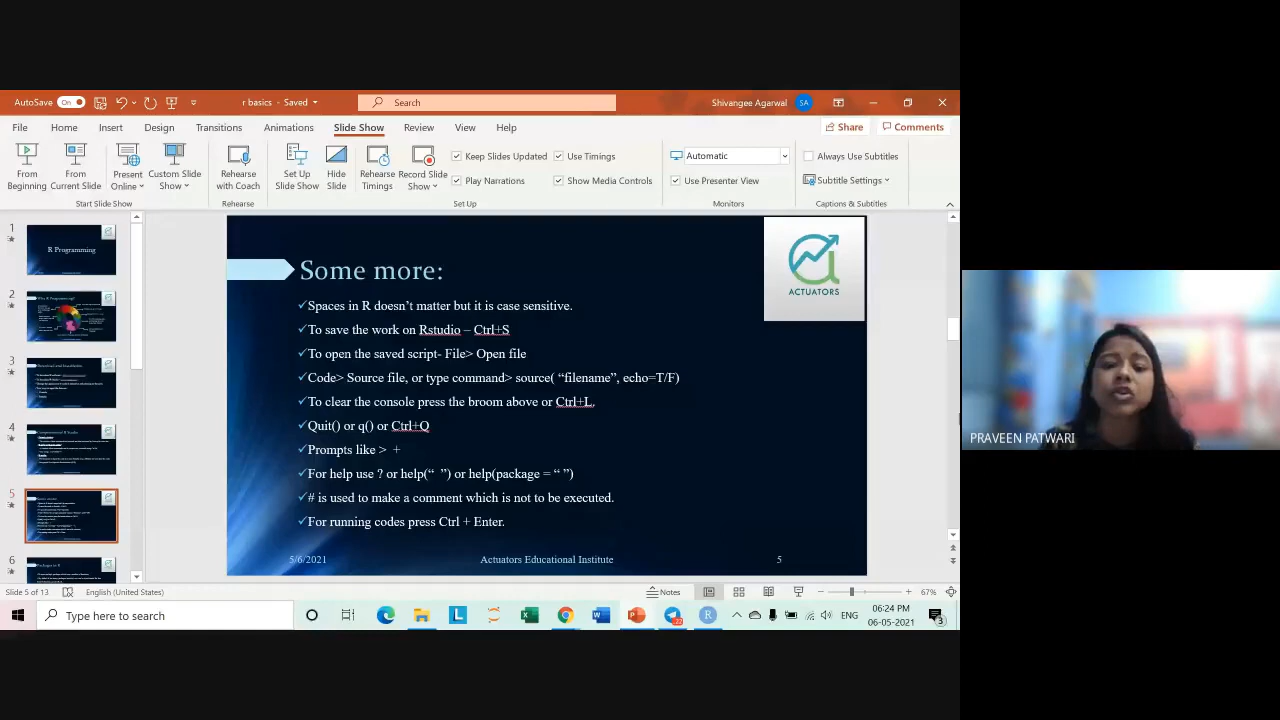 AutoSave On r basics - Saved Search Shivangee Agarwal SA
File Home Insert Design Transitions Animations Slide Show Review View Help Share Comments
From Beginning From Current Slide Present Online Custom Slide Show Rehearse with Coach Set Up Slide Show Hide Slide Rehearse Timings Record Slide Show
Keep Slides Updated Use Timings Automatic Always Use Subtitles
Play Narrations Show Media Controls Use Presenter View Subtitle Settings
Start Slide Show Rehearse Set Up Monitors Captions & Subtitles
1
R Programming
2
3
4
5
6
Packages in R
ACTUATORS
Some more:
✓Spaces in R doesn't matter but it is case sensitive.
✓To save the work on Rstudio – Ctrl+S
✓To open the saved script- File> Open file
✓Code> Source file, or type command source( “filename”, echo=T/F)
✓To clear the console press the broom above or Ctrl+L.
✓Quit() or q() or Ctrl+Q
✓Prompts like > +
✓For help use ? or help(“ ”) or help(package = “ ”)
✓# is used to make a comment which is not to be executed.
✓For running codes press Ctrl + Enter.
5/6/2021 Actuators Educational Institute 5
PRAVEEN PATWARI
Slide 5 of 13 English (United States) Notes 67%
Type here to search ENG 06:24 PM
06-05-2021 3